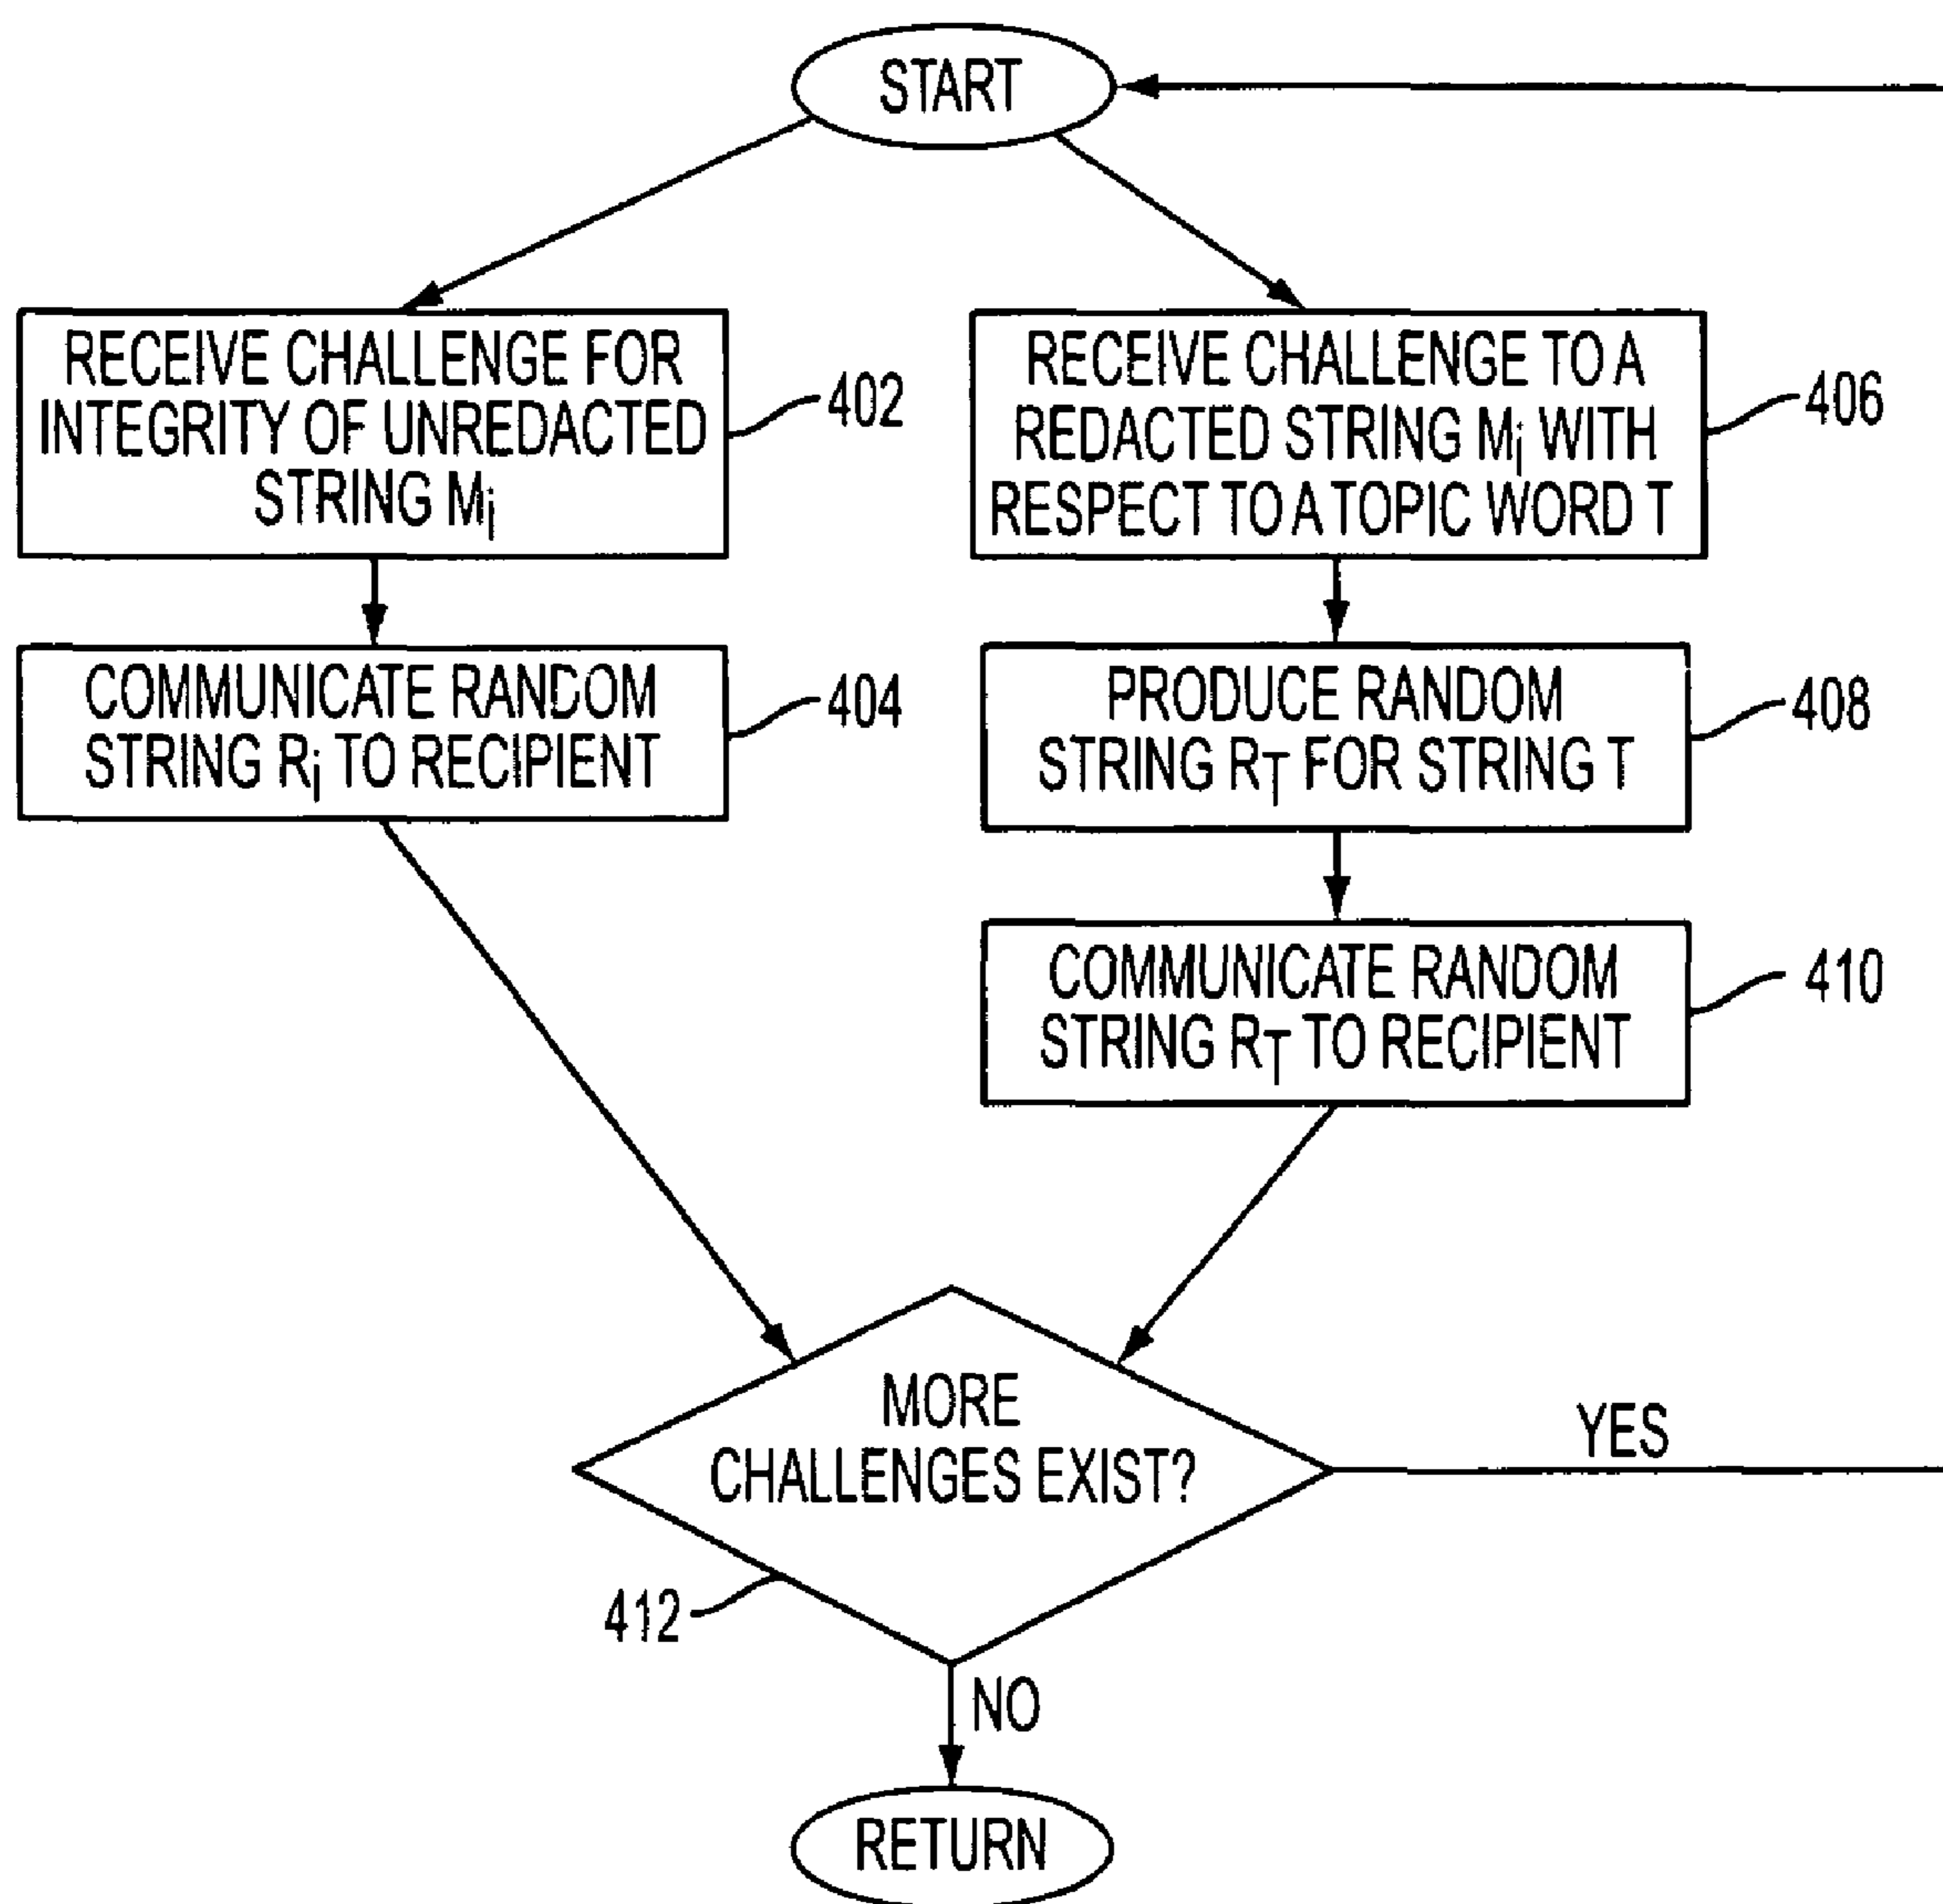 START
RECEIVE CHALLENGE FOR
INTEGRITY OF UNREDACTED
STRING Mi
402
RECEIVE CHALLENGE TO A
REDACTED STRING Mi WITH
RESPECT TO A TOPIC WORD T
406
COMMUNICATE RANDOM
STRING Ri TO RECIPIENT
404
PRODUCE RANDOM
STRING RT FOR STRING T
408
COMMUNICATE RANDOM
STRING RT TO RECIPIENT
410
MORE
CHALLENGES EXIST?
YES
412
NO
RETURN